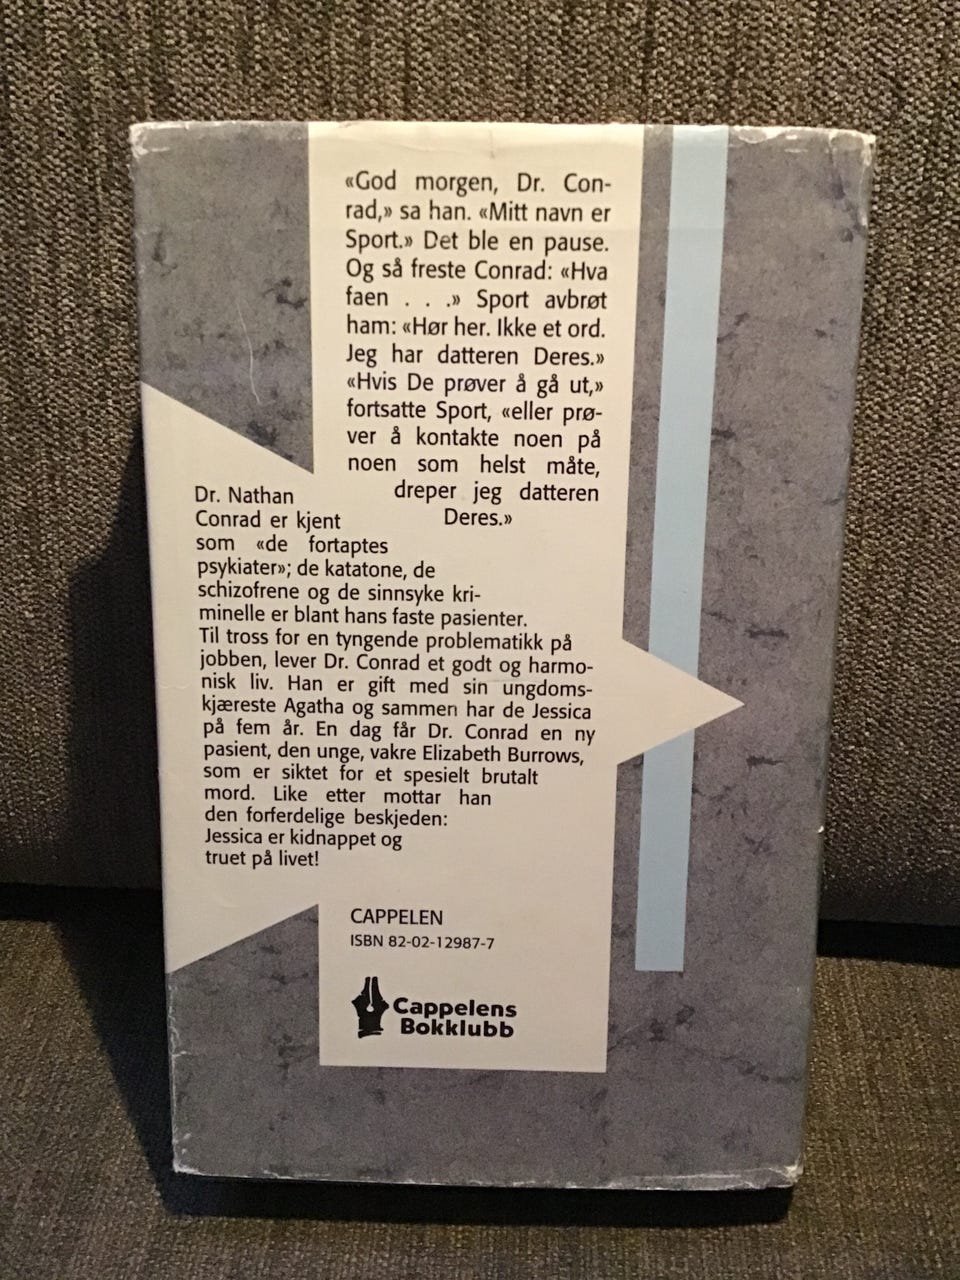 «God morgen, Dr. Con-
rad,» sa han. «Mitt navn er
Sport.» Det ble en pause.
Og så freste Conrad: «Hva
faen . . .» Sport avbrøt
ham: «Hør her. Ikke et ord.
Jeg har datteren Deres.»
«Hvis De prøver å gå ut,»
fortsatte Sport, «eller prø-
ver å kontakte noen på
noen som helst måte,
dreper jeg datteren
Deres.»
Dr. Nathan
Conrad er kjent
som «de fortaptes
psykiater»; de katatone, de
schizofrene og de sinnsyke kri-
minelle er blant hans faste pasienter.
Til tross for en tyngende problematikk på
jobben, lever Dr. Conrad et godt og harmo-
nisk liv. Han er gift med sin ungdoms-
kjæreste Agatha og sammen har de Jessica
på fem år. En dag får Dr. Conrad en ny
pasient, den unge, vakre Elizabeth Burrows,
som er siktet for et spesielt brutalt
mord. Like etter mottar han
den forferdelige beskjeden:
Jessica er kidnappet og
truet på livet!
CAPPELEN
ISBN 82-02-12987-7
Cappelens
Bokklubb